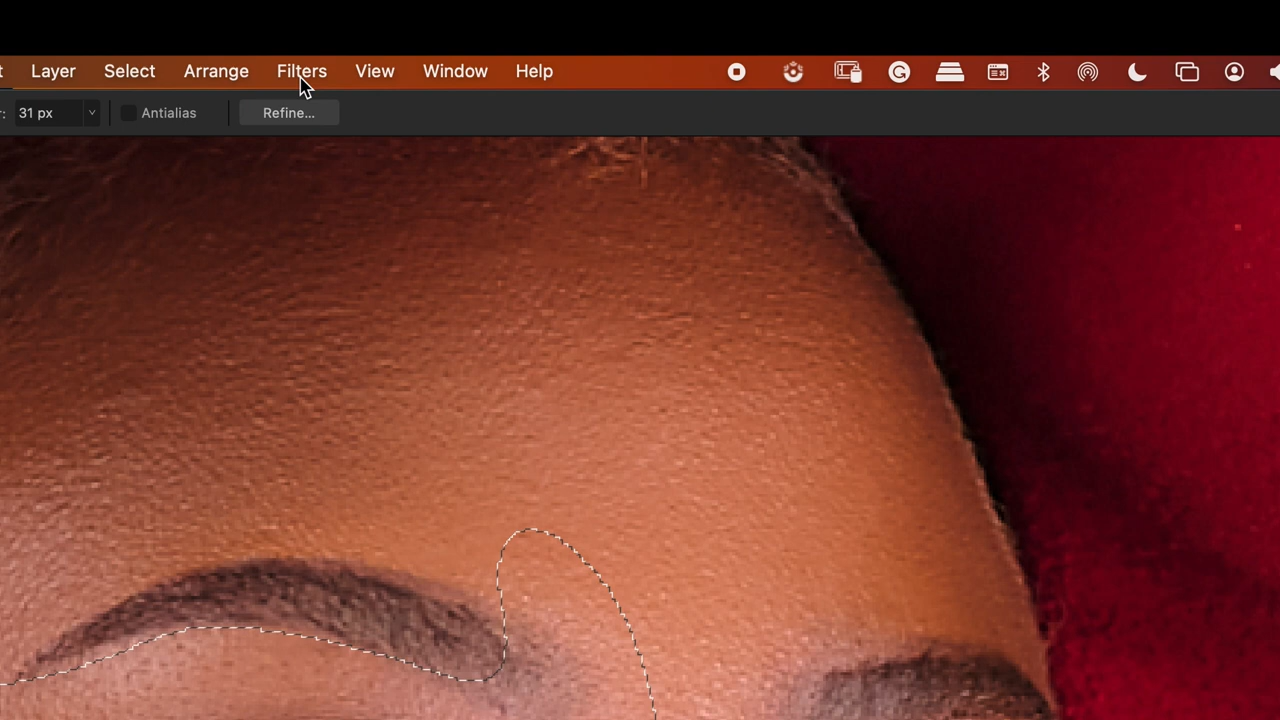 t Layer Select Arrange Filters View Window Help
r: 31 px Antialias Refine...